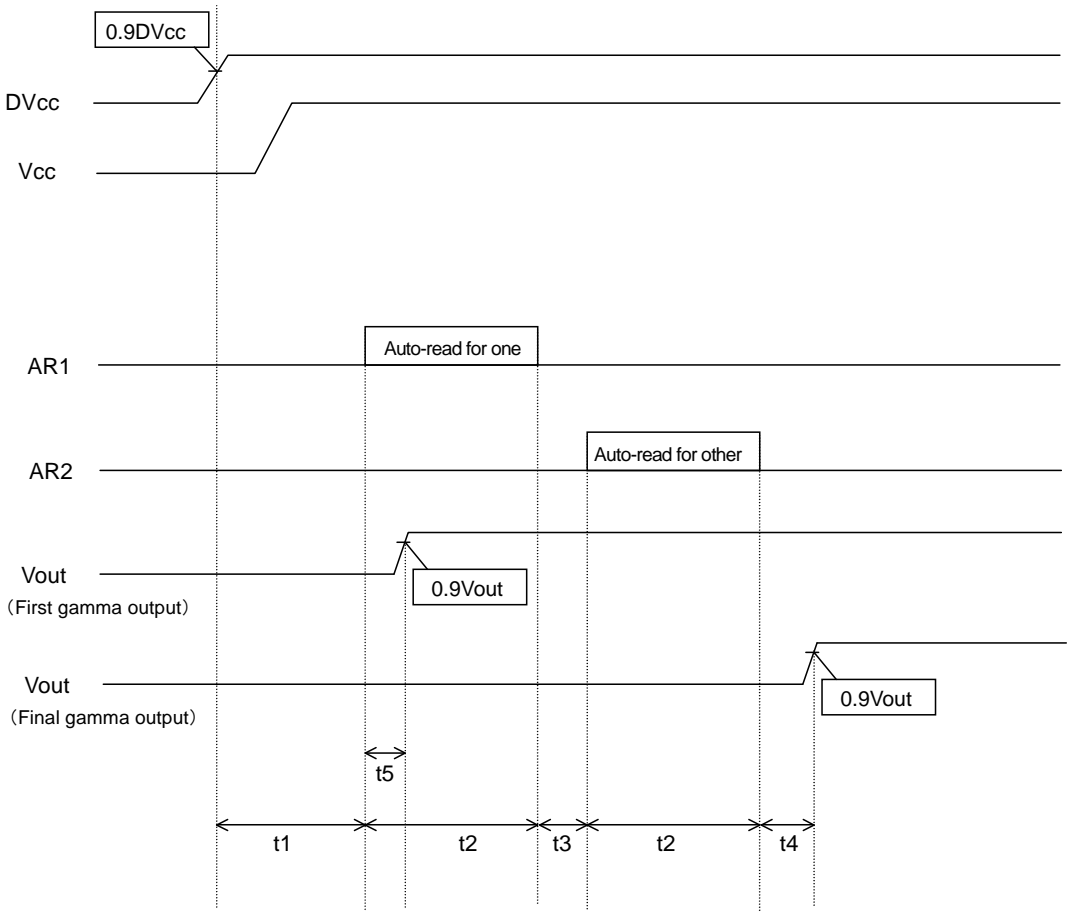 0.9DVcc
DVcc
Vcc
Auto-read for one
AR1
Auto-read for other
AR2
Vout
（First gamma output）
0.9Vout
Vout
（Final gamma output）
0.9Vout
t5
t1
t2
t3
t2
t4